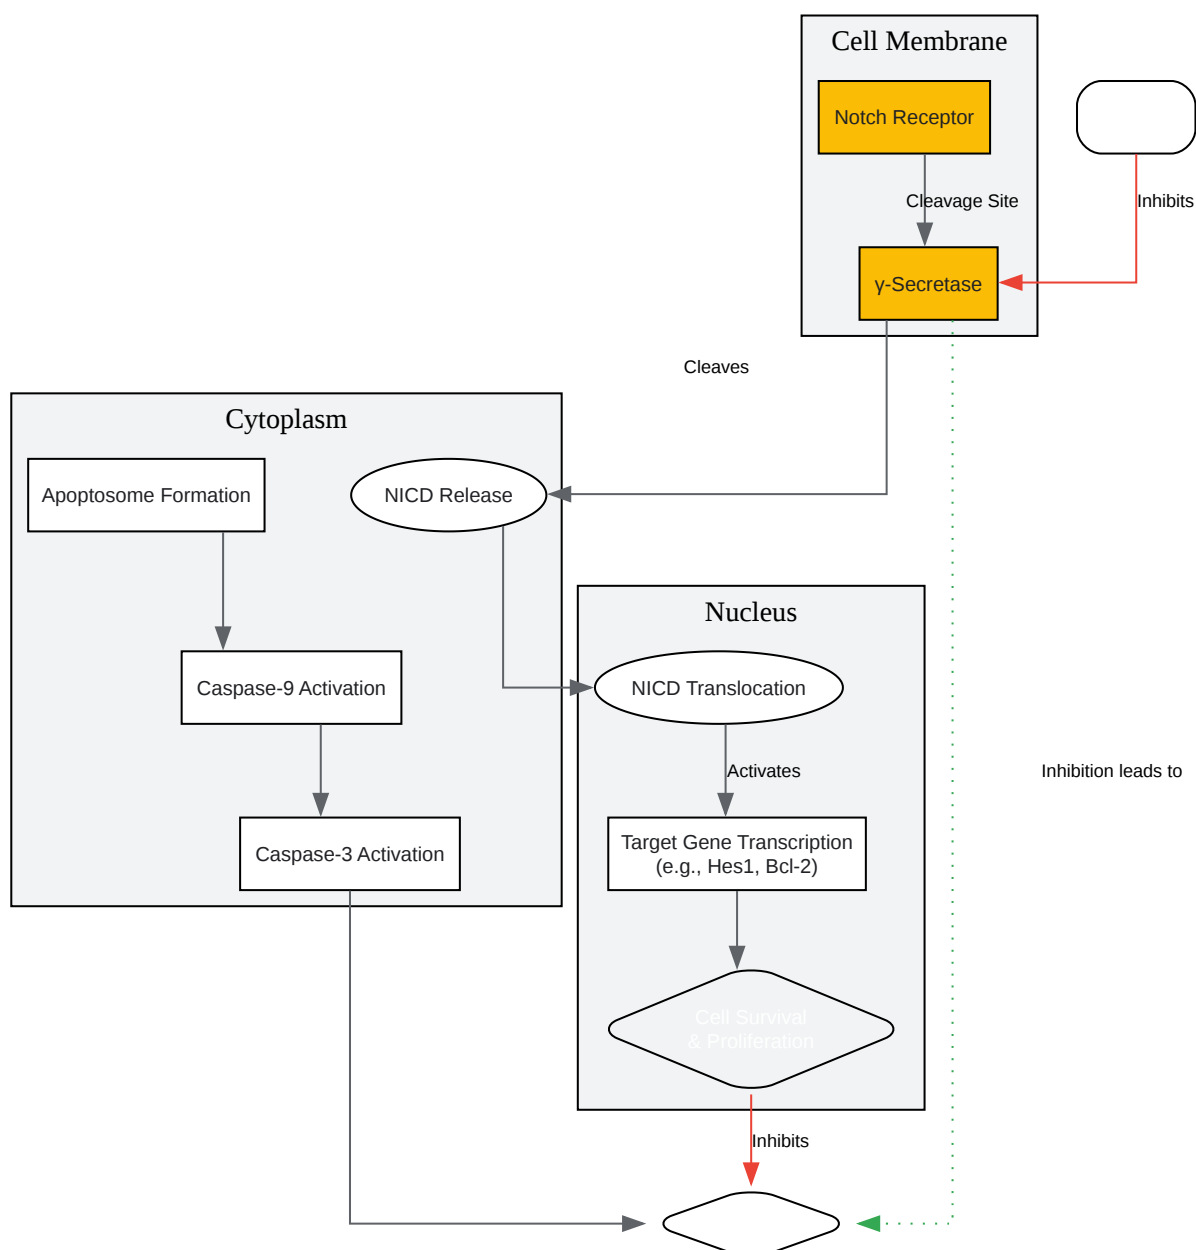 Cell Membrane
Notch Receptor
Cleavage Site
Inhibits
γ-Secretase
Cleaves
Cytoplasm
Apoptosome Formation
NICD Release
Nucleus
Caspase-9 Activation
NICD Translocation
Activates
Inhibition leads to
Caspase-3 Activation
Target Gene Transcription
(e.g., Hes1, Bcl-2)
Cell Survival
& Proliferation
Inhibits